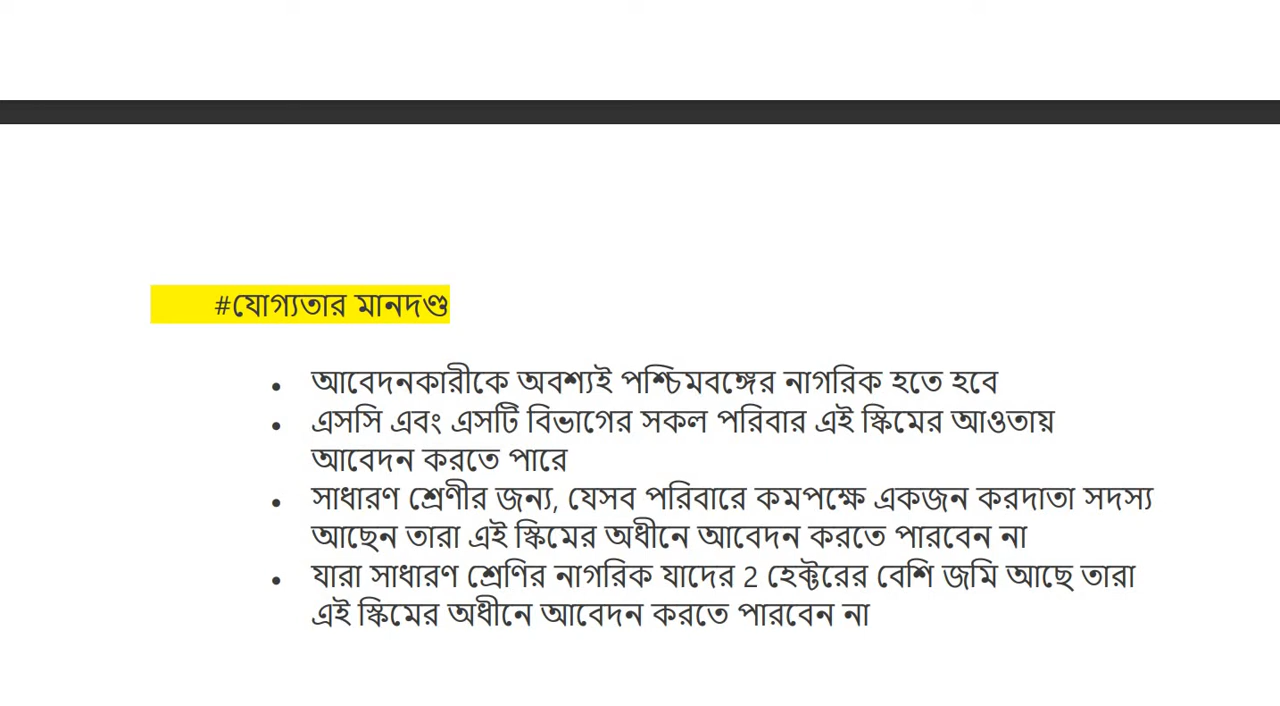 #যোগ্যতার মানদণ্ড
• আবেদনকারীকে অবশ্যই পশ্চিমবঙ্গের নাগরিক হতে হবে
• এসসি এবং এসটি বিভাগের সকল পরিবার এই স্কিমের আওতায়
আবেদন করতে পারে
• সাধারণ শ্রেণীর জন্য, যেসব পরিবারে কমপক্ষে একজন করদাতা সদস্য
আছেন তারা এই স্কিমের অধীনে আবেদন করতে পারবেন না
• যারা সাধারণ শ্রেণির নাগরিক যাদের 2 হেক্টরের বেশি জমি আছে তারা
এই স্কিমের অধীনে আবেদন করতে পারবেন না